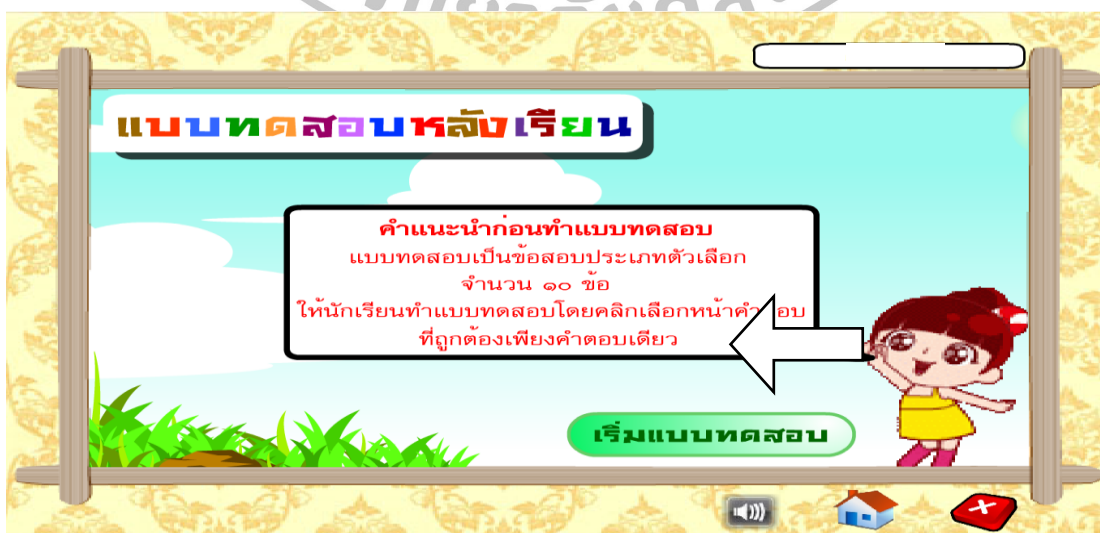 แบบทดสอบหลังเรียน
คำแนะนำก่อนทำแบบทดสอบ
แบบทดสอบเป็นข้อสอบประเภทตัวเลือก
จำนวน ๑๐ ข้อ
ให้นักเรียนทำแบบทดสอบโดยคลิกเลือกหน้าคำตอบ
ที่ถูกต้องเพียงคำตอบเดียว
เริ่มแบบทดสอบ